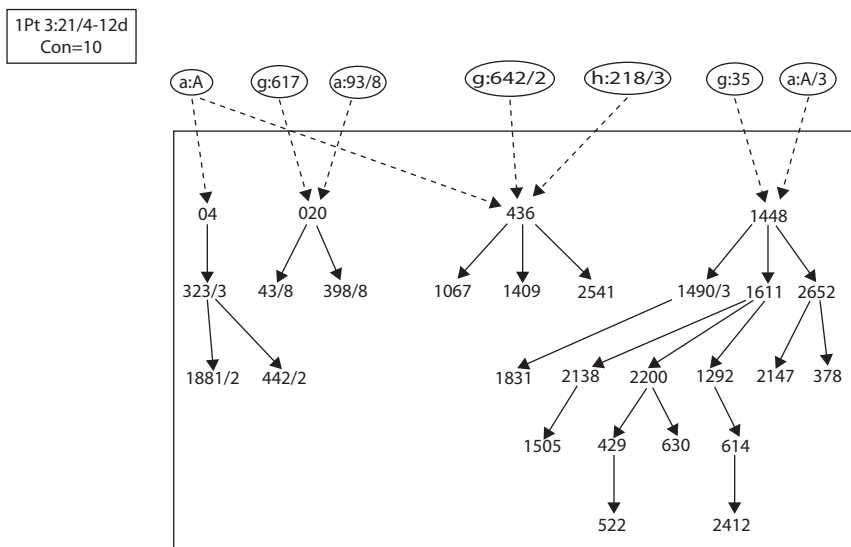 1Pt 3:21/4-12d
Con=10
a:A g:617 a:93/8 g:642/2 h:218/3 g:35 a:A/3
04 020 436 1448
323/3 43/8 398/8 1067 1409 2541 1490/3 1611 2652
1881/2 442/2 1831 2138 2200 1292 2147 378
1505 429 630 614
522 2412